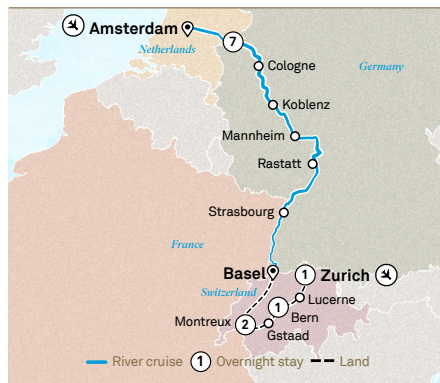 Amsterdam
Netherlands
7
Cologne
Germany
Koblenz
Mannheim
Rastatt
Strasbourg
France
Basel
1 Zurich
Switzerland
Lucerne
1
Bern
Montreux 2
Gstaad
River cruise 1 Overnight stay Land